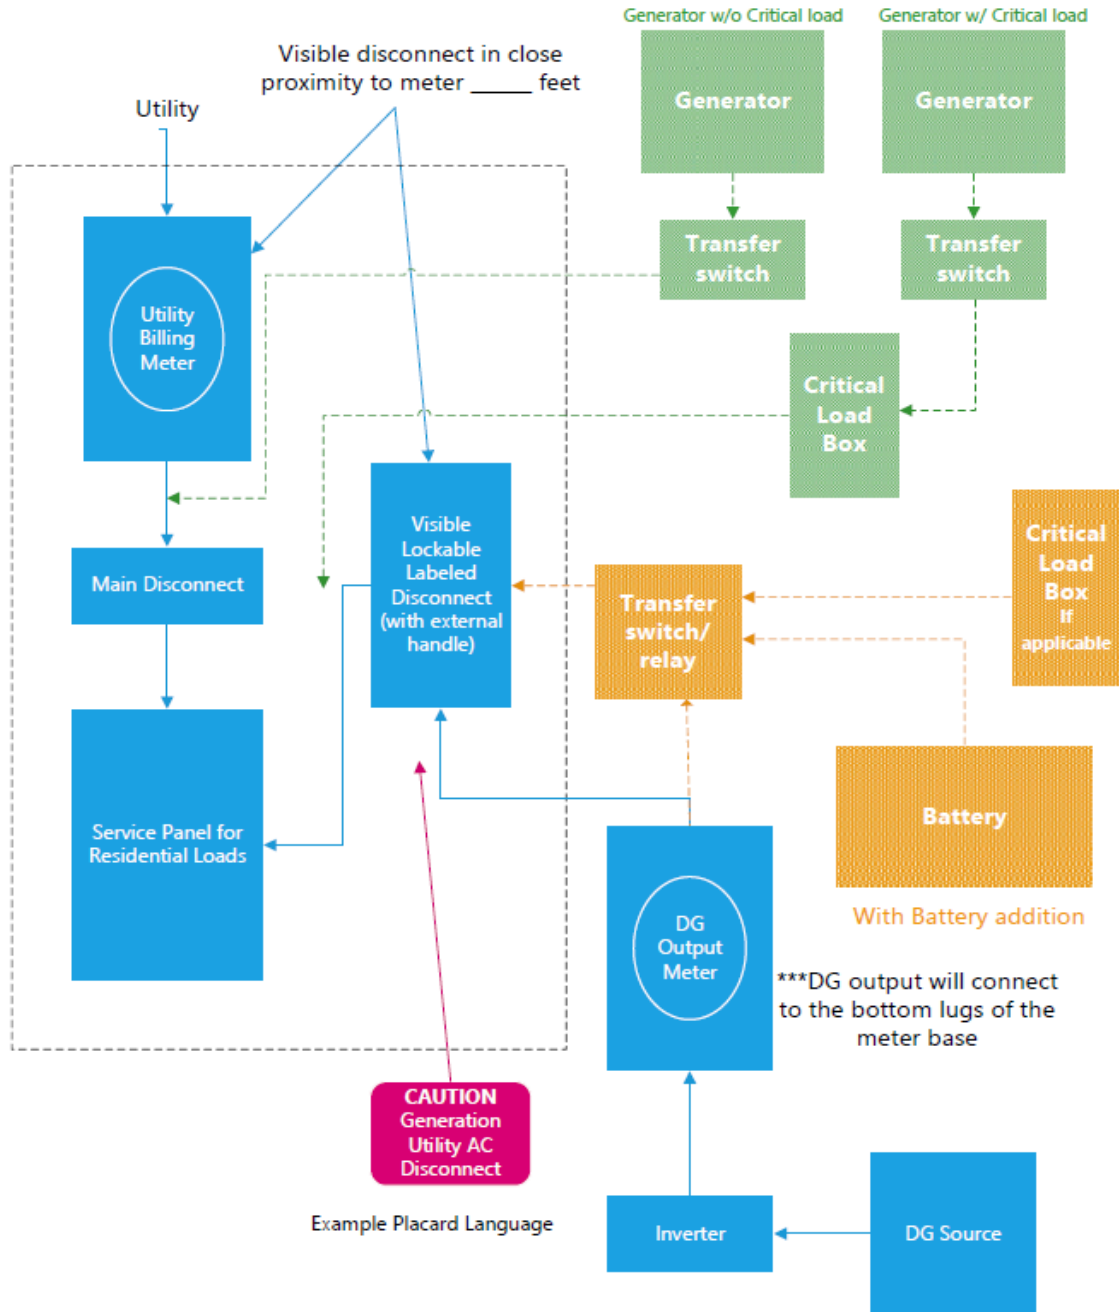 Generator w/o Critical load
Generator w/ Critical load
Visible disconnect in close
proximity to meter ______ feet
Utility
Generator
Generator
Transfer
switch
Transfer
switch
Utility
Billing
Meter
Critical
Load
Box
Visible
Lockable
Labeled
Disconnect
(with external
handle)
Main Disconnect
Transfer
switch/
relay
Critical
Load
Box
If
applicable
Service Panel for
Residential Loads
Battery
With Battery addition
DG
Output
Meter
***DG output will connect
to the bottom lugs of the
meter base
CAUTION
Generation
Utility AC
Disconnect
Example Placard Language
Inverter
DG Source